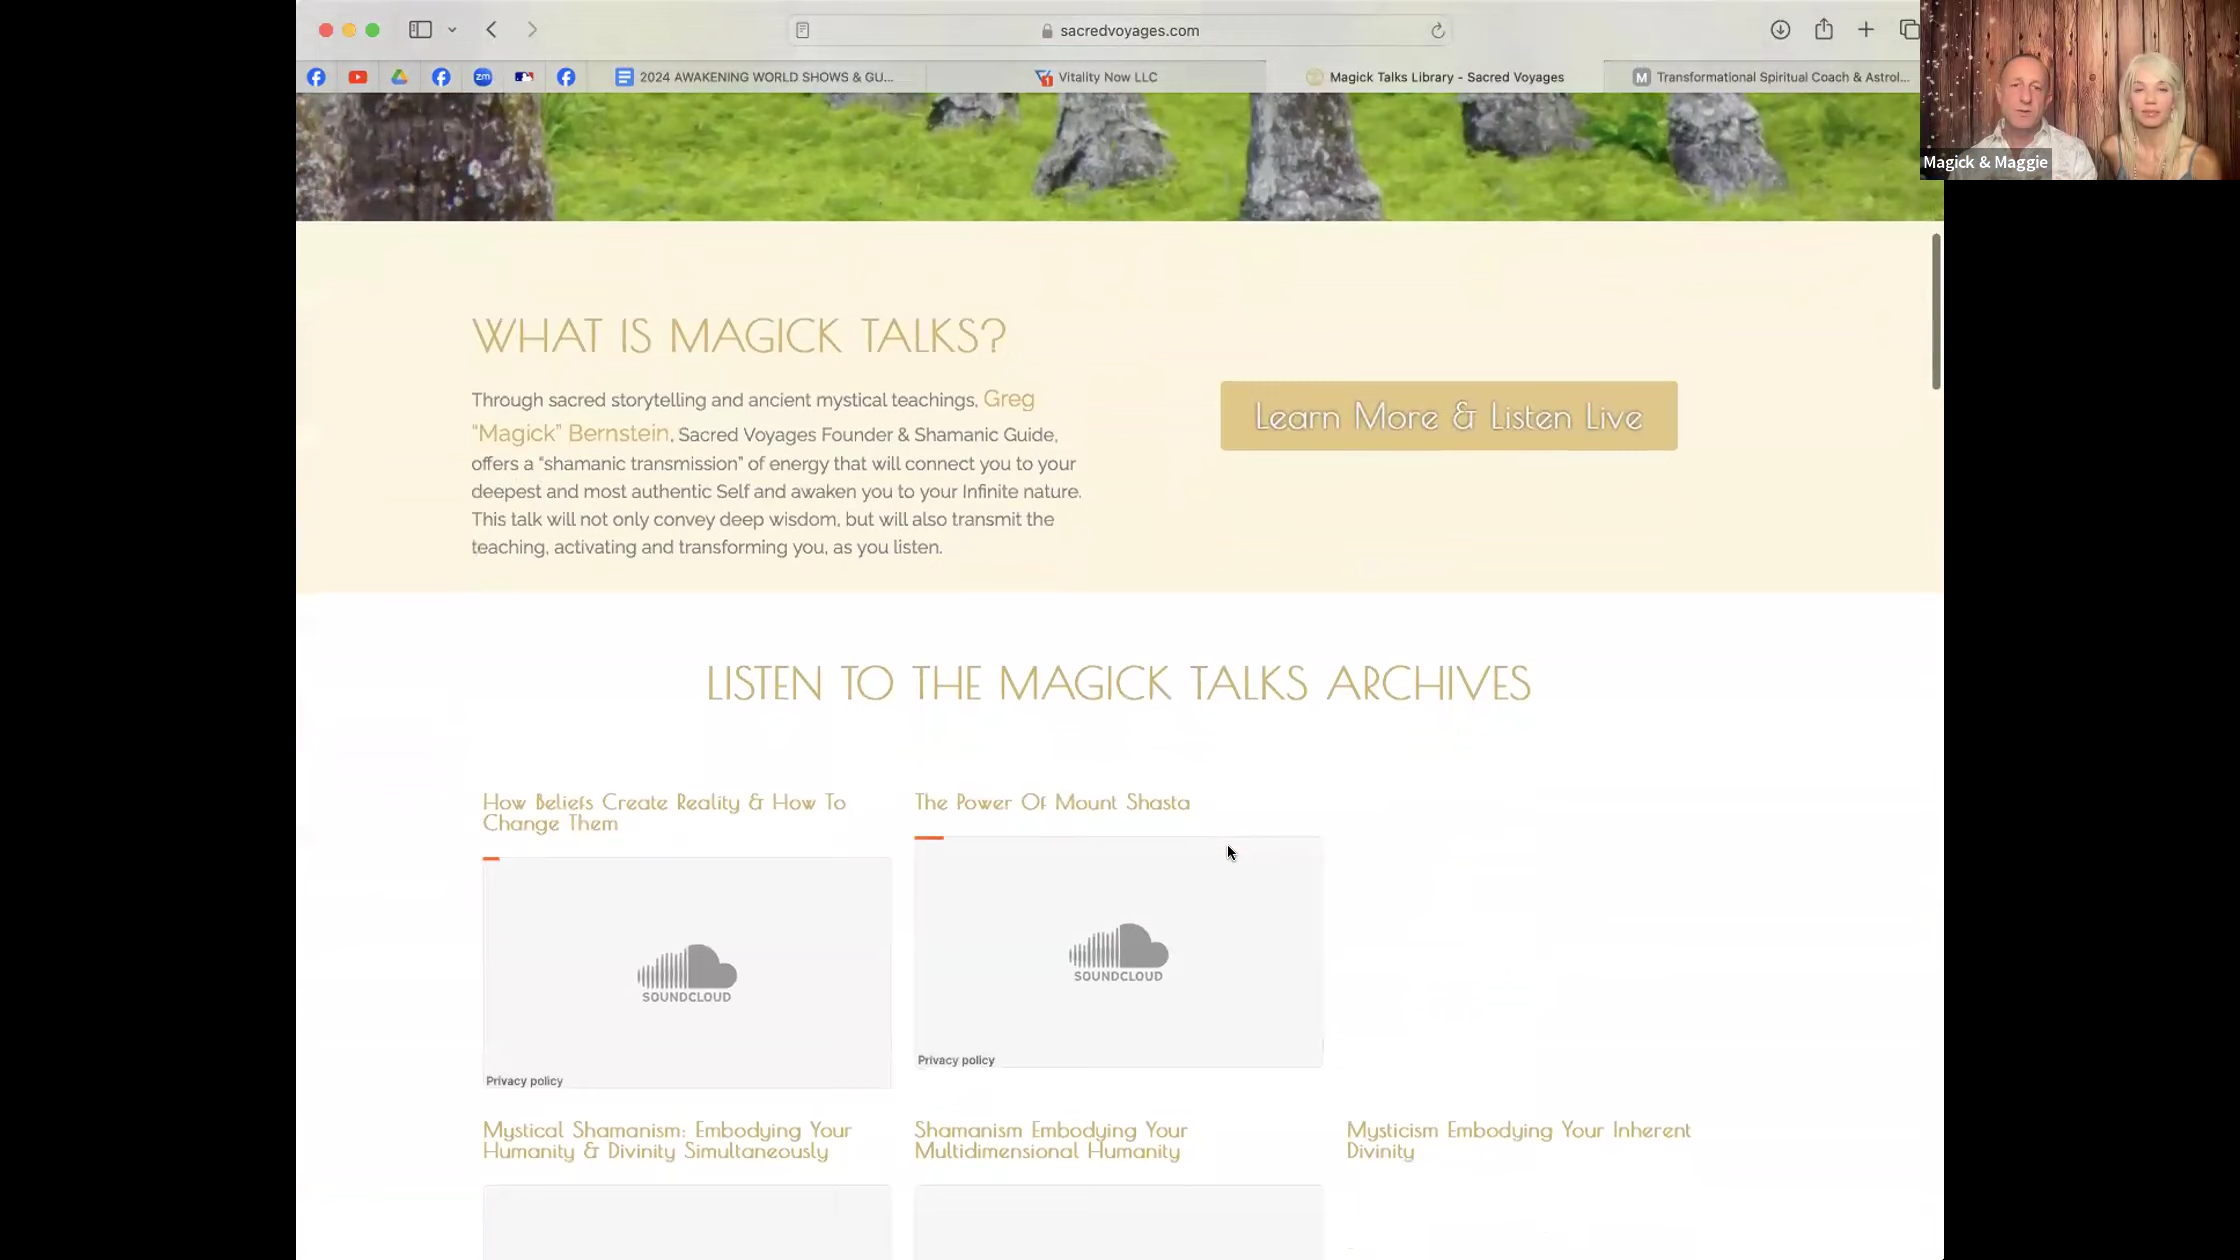 sacredvoyages.com
zm
2024 AWAKENING WORLD SHOWS & GU...
Vitality Now LLC
Magick Talks Library - Sacred Voyages
M
Transformational Spiritual Coach & Astrol...
Magick & Maggie
WHAT IS MAGICK TALKS?
Through sacred storytelling and ancient mystical teachings, Greg
"Magick" Bernstein, Sacred Voyages Founder & Shamanic Guide,
offers a "shamanic transmission" of energy that will connect you to your
deepest and most authentic Self and awaken you to your Infinite nature.
This talk will not only convey deep wisdom, but will also transmit the
teaching, activating and transforming you, as you listen.
Learn More & Listen Live
LISTEN TO THE MAGICK TALKS ARCHIVES
How Beliefs Create Reality & How To
Change Them
SOUNDCLOUD
Privacy policy
The Power Of Mount Shasta
SOUNDCLOUD
Privacy policy
Mystical Shamanism: Embodying Your
Humanity & Divinity Simultaneously
Shamanism Embodying Your
Multidimensional Humanity
Mysticism Embodying Your Inherent
Divinity